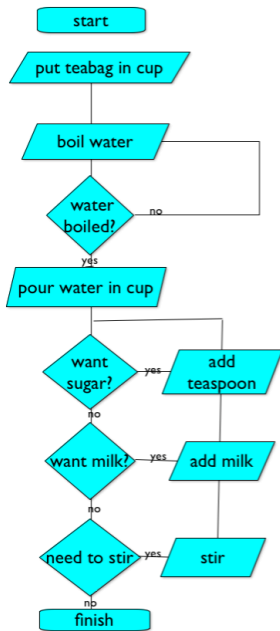 start
put teabag in cup
boil water
water
boiled?
no
yes
pour water in cup
want
sugar?
yes
add
teaspoon
no
want milk?
yes
add milk
no
need to stir
yes
stir
no
finish